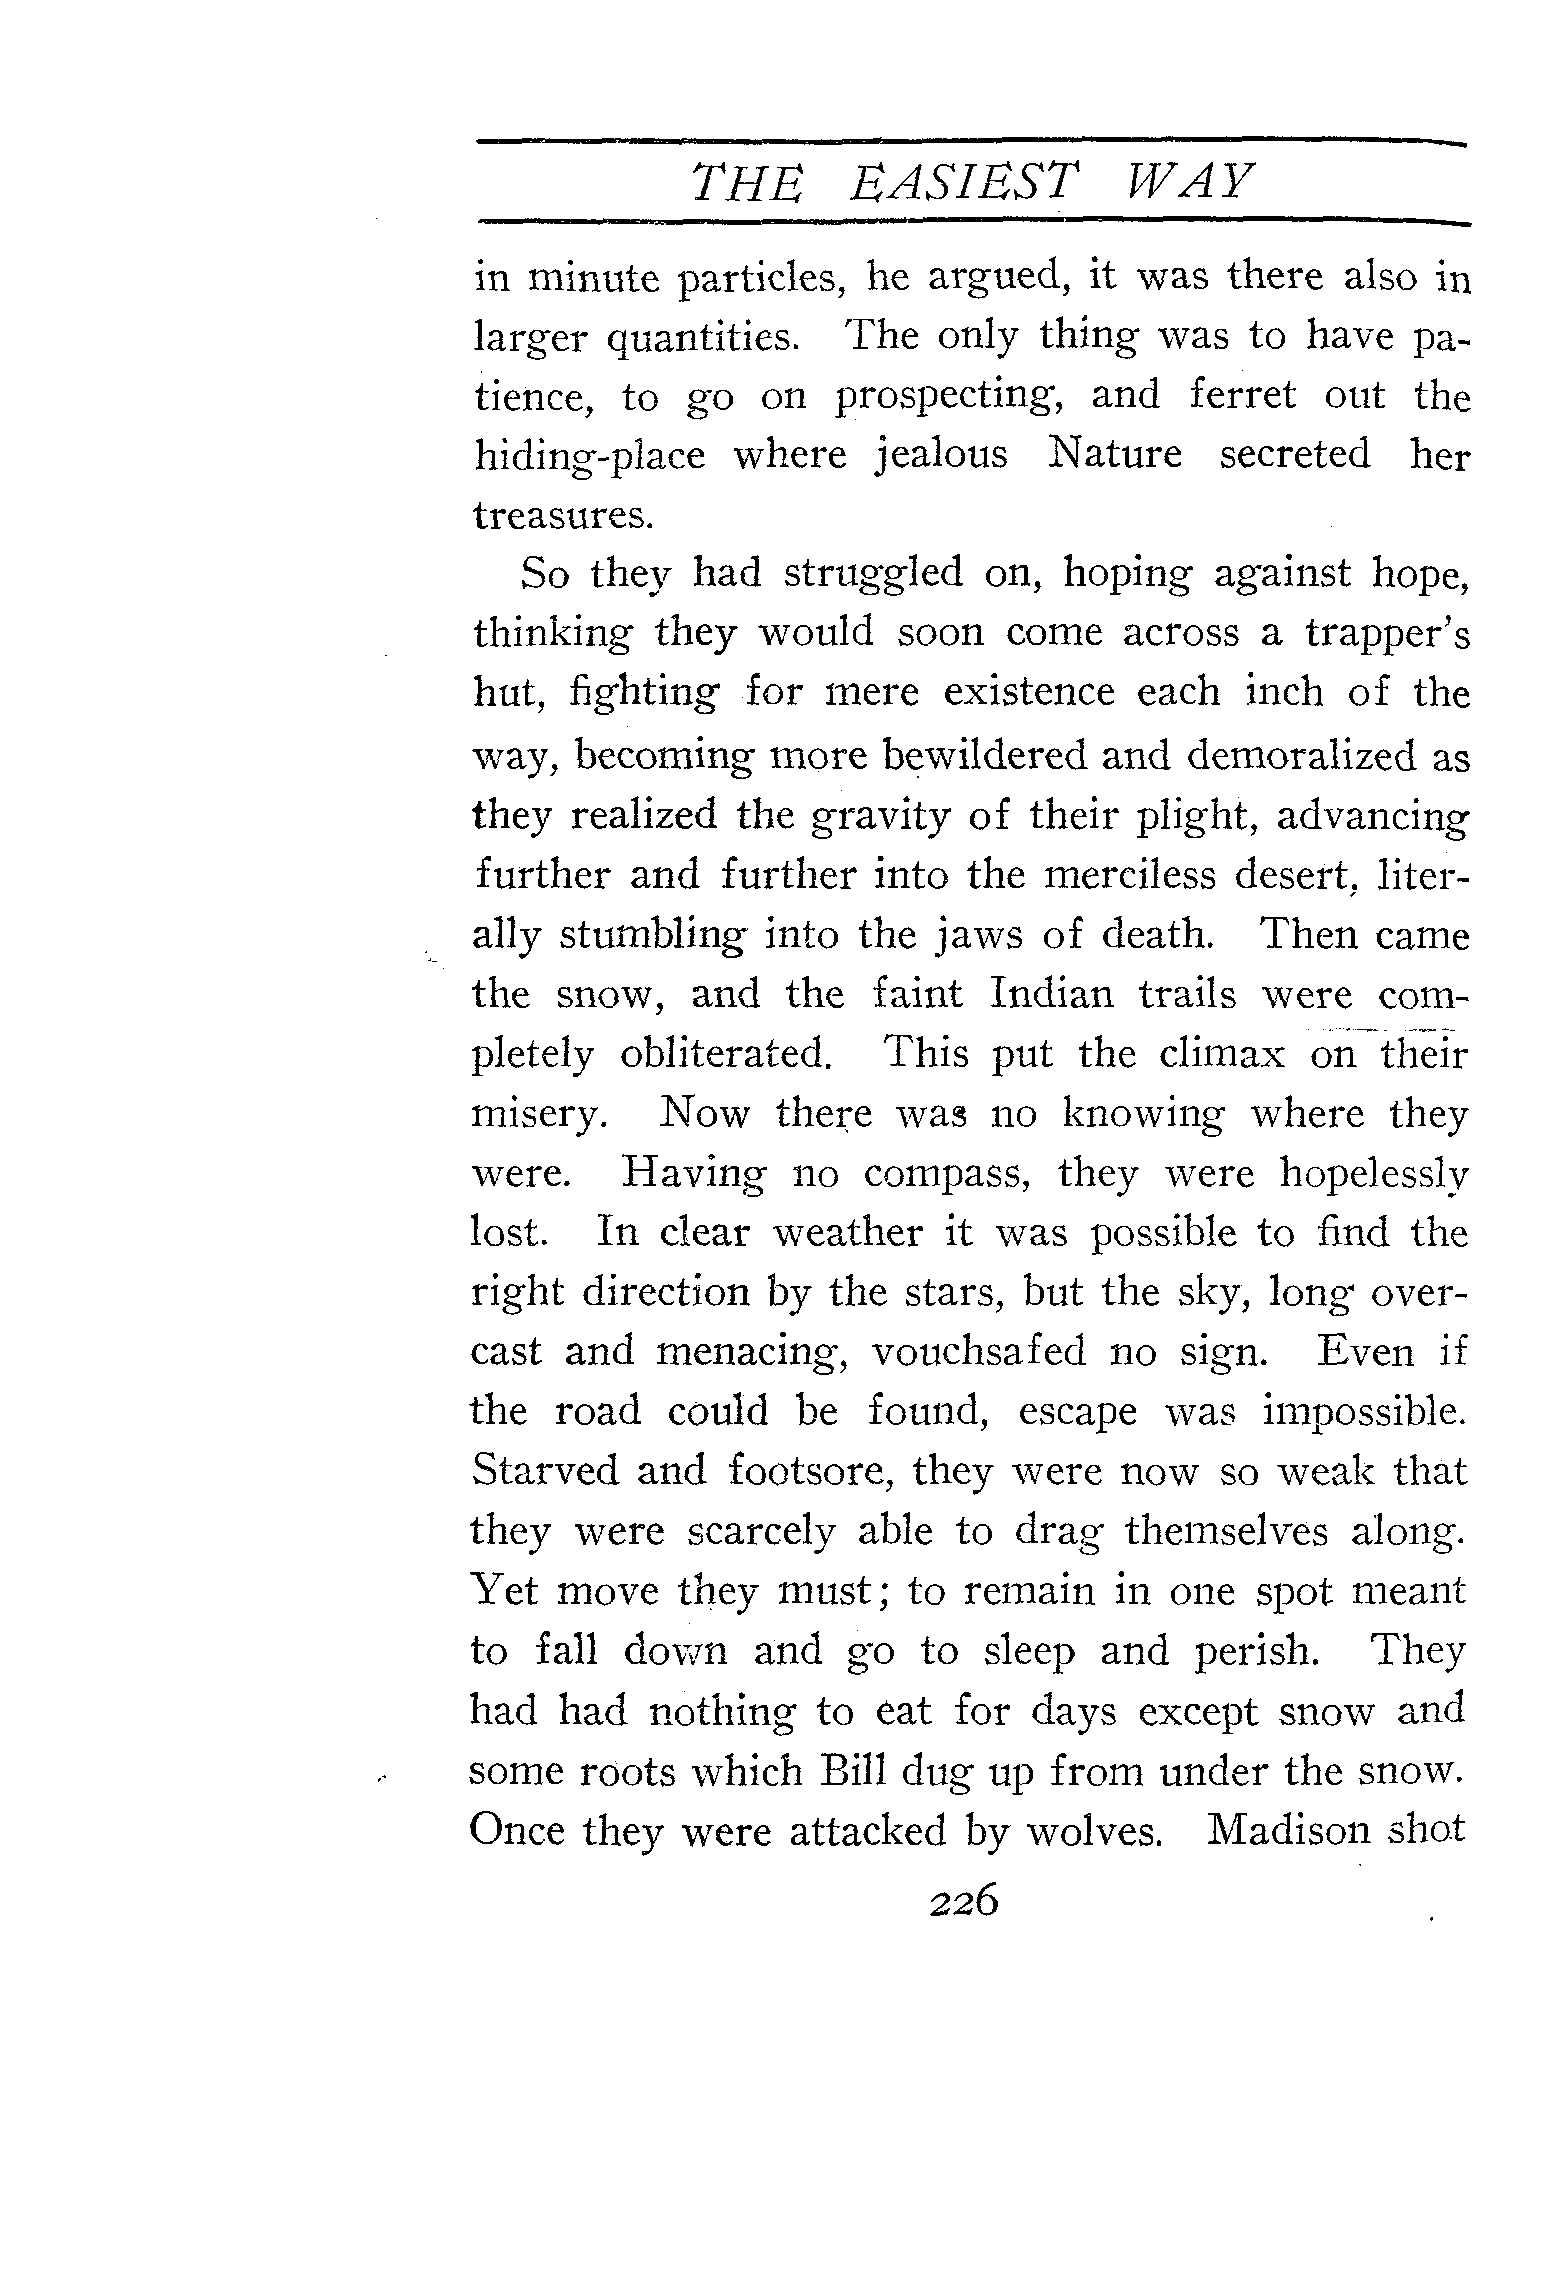 THE EASIEST WAY
in minute particles, he argued, it was there also in
larger quantities. The only thing was to have pa-
tience, to go on prospecting, and ferret out the
hiding-place where jealous Nature secreted her
treasures.
So they had struggled on, hoping against hope,
thinking they would soon come across a trapper's
hut, fighting for mere existence each inch of the
way, becoming more bewildered and demoralized as
they realized the gravity of their plight, advancing
further and further into the merciless desert, liter-
ally stumbling into the jaws of death. Then came
the snow, and the faint Indian trails were com-
pletely obliterated. This put the climax on their
misery. Now there was no knowing where they
were. Having no compass, they were hopelessly
lost. In clear weather it was possible to find the
right direction by the stars, but the sky, long over-
cast and menacing, vouchsafed no sign. Even if
the road could be found, escape was impossible.
Starved and footsore, they were now so weak that
they were scarcely able to drag themselves along.
Yet move they must; to remain in one spot meant
to fall down and go to sleep and perish. They
had had nothing to eat for days except snow and
some roots which Bill dug up from under the snow.
Once they were attacked by wolves. Madison shot
226